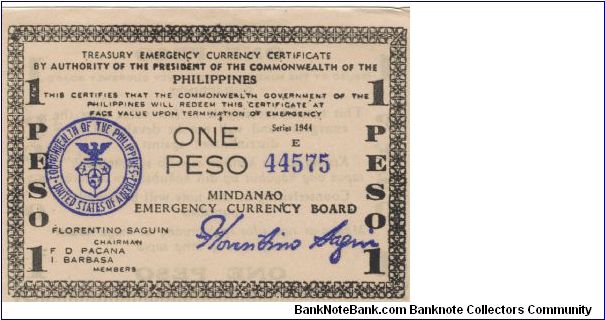 TREASURY EMERGENCY CURRENCY CERTIFICATE
BY AUTHORITY OF THE PRESIDENT OF THE COMMONWEALTH OF THE
PHILIPPINES
THIS CERTIFIES THAT THE COMMONWEALTH GOVERNMENT OF THE
PHILIPPINES WILL REDEEM THIS CERTIFICATE AT
FACE VALUE UPON TERMINATION OF EMERGENCY
1 PESO 1
1 PESO 1
COMMONWEALTH OF THE PHILIPPINES
UNITED STATES OF AMERICA
ONE
PESO
Series 1944
E
44575
MINDANAO
EMERGENCY CURRENCY BOARD
FLORENTINO SAGUIN
CHAIRMAN
F D PACANA
I. BARBASA
MEMBERS
Florentino Saguin
BankNoteBank.com Banknote Collectors Community